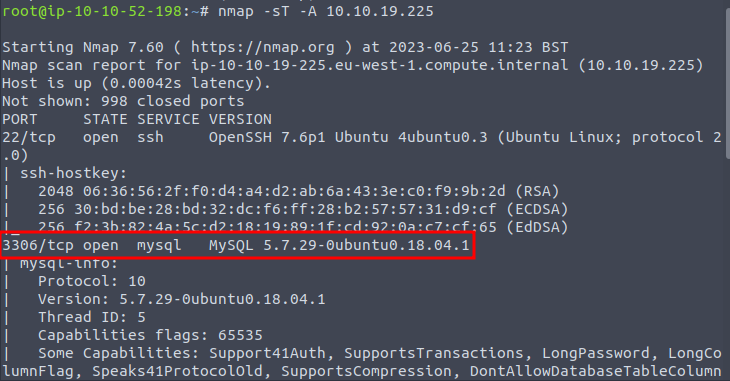 root@ip-10-10-52-198:~# nmap -sT -A 10.10.19.225
Starting Nmap 7.60 ( https://nmap.org ) at 2023-06-25 11:23 BST
Nmap scan report for ip-10-10-19-225.eu-west-1.compute.internal (10.10.19.225)
Host is up (0.00042s latency).
Not shown: 998 closed ports
PORT     STATE SERVICE VERSION
22/tcp   open  ssh     OpenSSH 7.6p1 Ubuntu 4ubuntu0.3 (Ubuntu Linux; protocol 2
.0)
| ssh-hostkey:
|   2048 06:36:56:2f:f0:d4:a4:d2:ab:6a:43:3e:c0:f9:9b:2d (RSA)
|   256 30:bd:be:28:bd:32:dc:f6:ff:28:b2:57:57:31:d9:cf (ECDSA)
|_  256 f2:3b:82:4a:5c:d2:18:19:89:1f:cd:92:0a:c7:cf:65 (EdDSA)
3306/tcp open  mysql   MySQL 5.7.29-0ubuntu0.18.04.1
| mysql-info:
|   Protocol: 10
|   Version: 5.7.29-0ubuntu0.18.04.1
|   Thread ID: 5
|   Capabilities flags: 65535
|   Some Capabilities: Support41Auth, SupportsTransactions, LongPassword, LongCo
lumnFlag, Speaks41ProtocolOld, SupportsCompression, DontAllowDatabaseTableColumn